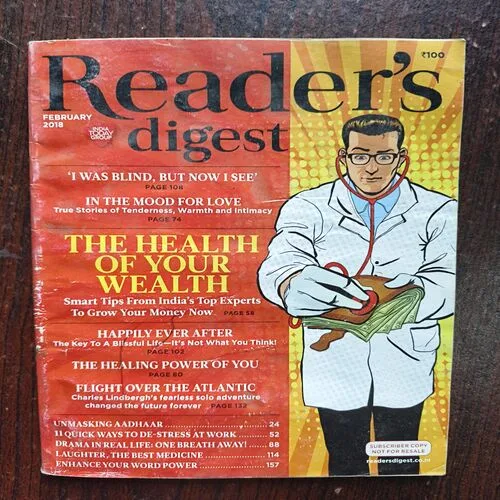 Reader's
digest
₹100
FEBRUARY
2018
INDIA
TODAY
GROUP
'I WAS BLIND, BUT NOW I SEE'
PAGE 108
IN THE MOOD FOR LOVE
True Stories of Tenderness, Warmth and Intimacy
PAGE 74
THE HEALTH
OF YOUR
WEALTH
Smart Tips From India's Top Experts
To Grow Your Money Now PAGE 58
HAPPILY EVER AFTER
The Key To A Blissful Life—It's Not What You Think!
PAGE 102
THE HEALING POWER OF YOU
PAGE 80
FLIGHT OVER THE ATLANTIC
Charles Lindbergh's fearless solo adventure
changed the future forever PAGE 132
UNMASKING AADHAAR 24
11 QUICK WAYS TO DE-STRESS AT WORK 52
DRAMA IN REAL LIFE: ONE BREATH AWAY! 88
LAUGHTER, THE BEST MEDICINE 114
ENHANCE YOUR WORD POWER 157
SUBSCRIBER COPY
NOT FOR RESALE
readersdigest.co.in